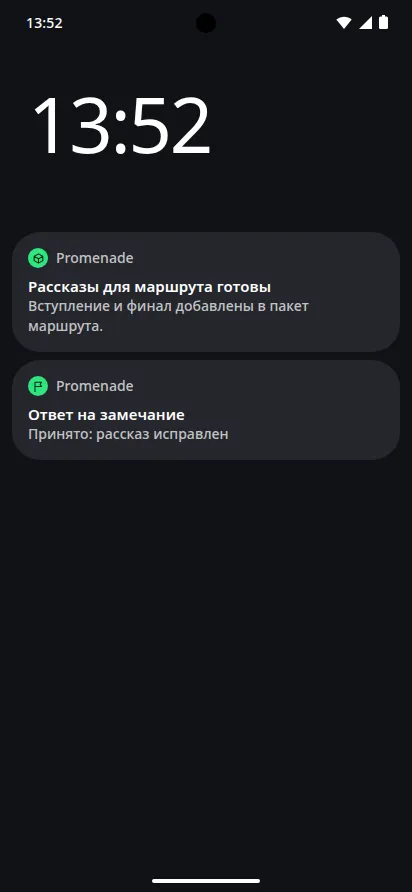 13:52
13:52
Promenade
Рассказы для маршрута готовы
Вступление и финал добавлены в пакет
маршрута.
Promenade
Ответ на замечание
Принято: рассказ исправлен